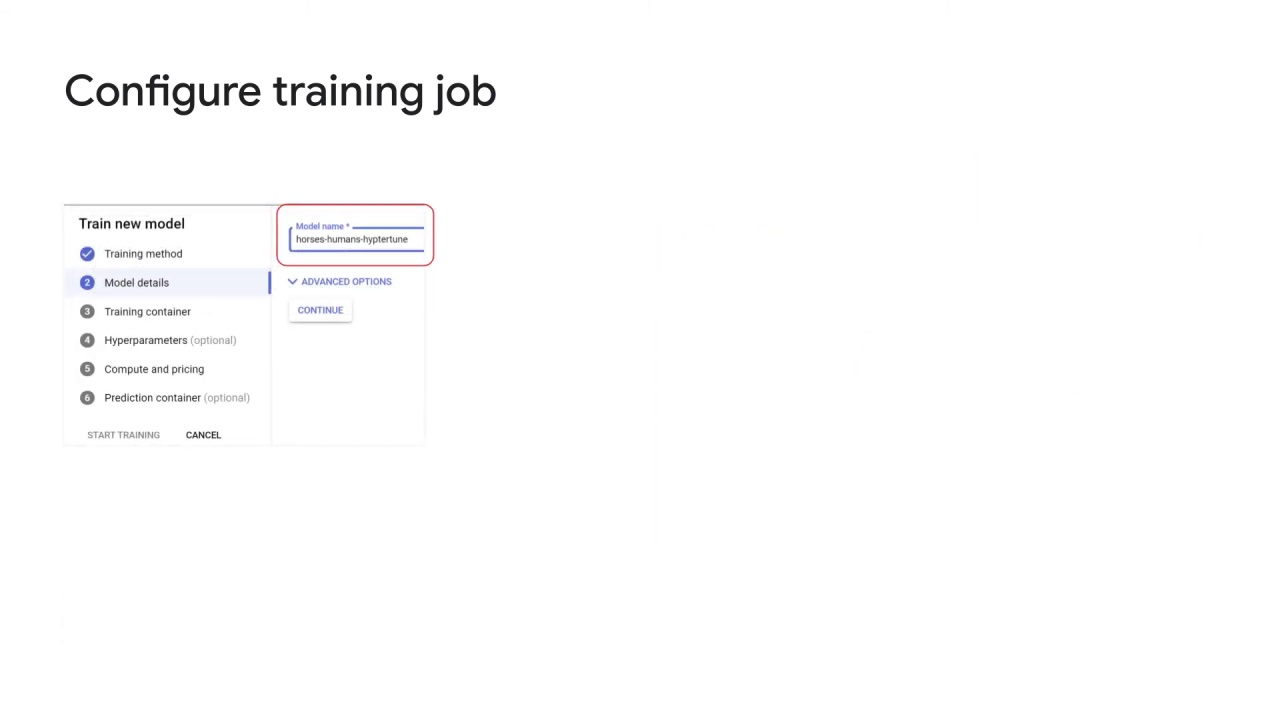 Configure training job
Train new model
Training method
2 Model details
3 Training container
4 Hyperparameters (optional)
5 Compute and pricing
6 Prediction container (optional)
START TRAINING CANCEL
Model name *
horses-humans-hyptertune
ADVANCED OPTIONS
CONTINUE